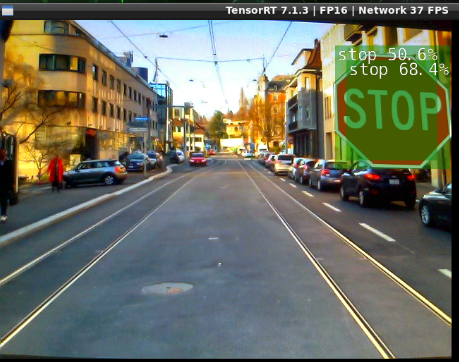 TensorRT 7.1.3 | FP16 | Network 37 FPS
stop 50.6%
stop 68.4%
STOP